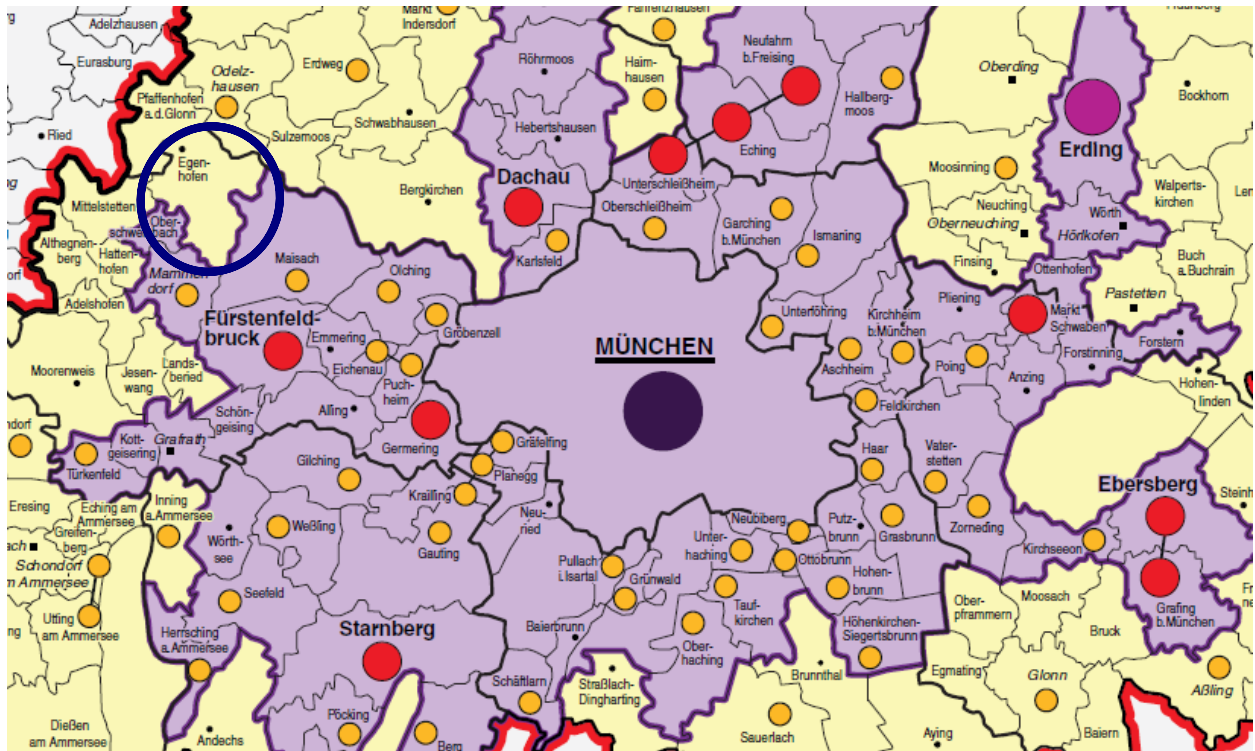 Adelzhausen
Eurasburg
Ried
Markt
Indersdorf
Erdweg
Odelz-
hausen
Pfaffenhofen
a.d.Glonn
Sulzemoos
Schwabhausen
Bergkirchen
Egen-
hofen
Mittelstetten
Ober-
schweinbach
Althegnen-
berg
Hatten-
hofen
Mammen
dorf
Adelshofen
Röhrmoos
Hebertshausen
Dachau
Karlsfeld
Fahrenzhausen
Haim-
hausen
Neufahrn
b.Freising
Eching
Hallberg-
moos
Unterschleißheim
Oberschleißheim
Garching
b.München
Ismaning
Oberding
Erding
Bockhorn
Moosinning
Neuching
Oberneuching
Finsing
Wörth
Hörlkofen
Walperts-
kirchen
Ottenhofen
Buch
a.Buchrain
Pastetten
Maisach
Olching
Fürstenfeld-
bruck
Emmering
Eichenau
Gröbenzell
Puch-
heim
MÜNCHEN
Unterföhring
Kirchheim
b.München
Aschheim
Pliening
Markt
Schwaben
Poing
Forstinning
Forstern
Anzing
Hohen-
linden
Feldkirchen
Moorenweis
Jesen-
wang
Lands-
beried
Schön-
geising
Alling
Germering
Kott-
geisering
Grafrath
Türkenfeld
Gilching
Gräfelfing
Planegg
Krailling
Neu-
ried
Haar
Vater-
stetten
Ebersberg
Eresing
Eching am
Ammersee
Greifen-
berg
Inning
a.Ammersee
Wörth-
see
Weßling
Gauting
Pullach
i.Isartal
Unter-
haching
Neubiberg
Putz-
brunn
Grasbrunn
Zorneding
Kirchseeon
Schondorf
m Ammersee
Utting
am Ammersee
Seefeld
Herrsching
a.Ammersee
Starnberg
Baierbrunn
Grünwald
Ottobrunn
Hohen-
brunn
Tauf-
kirchen
Ober-
haching
Höhenkirchen-
Siegertsbrunn
Ober-
pframmern
Moosach
Grafing
b.München
Bruck
Dießen
am Ammersee
Andechs
Pöcking
Berg
Schäftlarn
Straßlach-
Dingharting
Brunnthal
Sauerlach
Egmating
Glonn
Aying
Baiern
Aßling